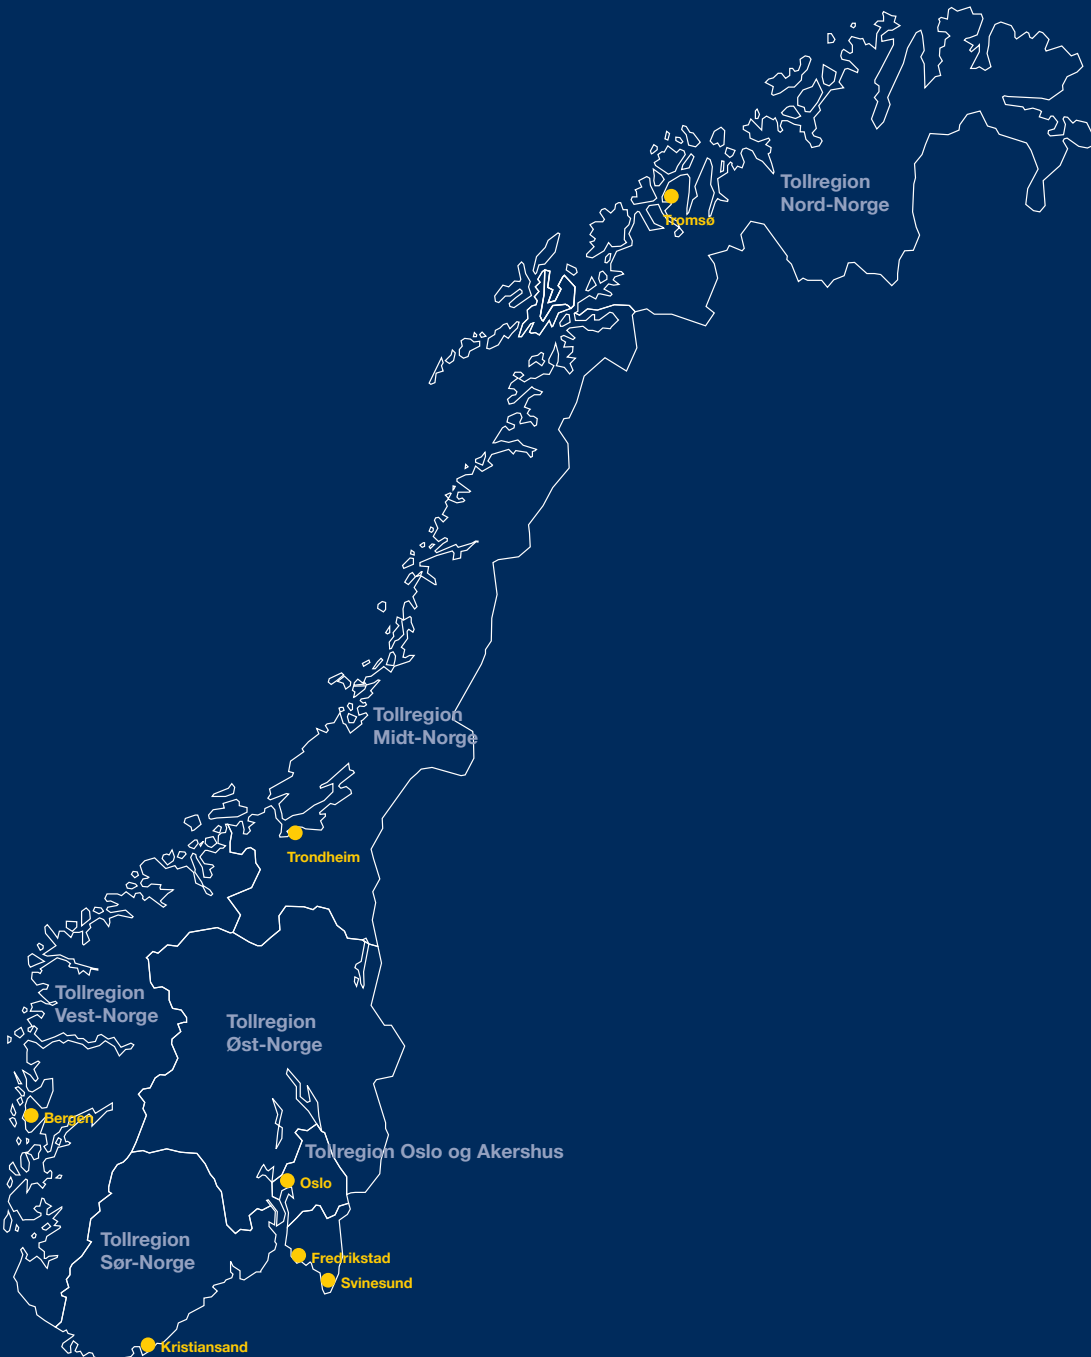 Tollregion
Nord-Norge
Tromsø
Tollregion
Midt-Norge
Trondheim
Tollregion
Vest-Norge
Tollregion
Øst-Norge
Bergen
Tollregion Oslo og Akershus
Oslo
Tollregion
Sør-Norge
Fredrikstad
Svinesund
Kristiansand